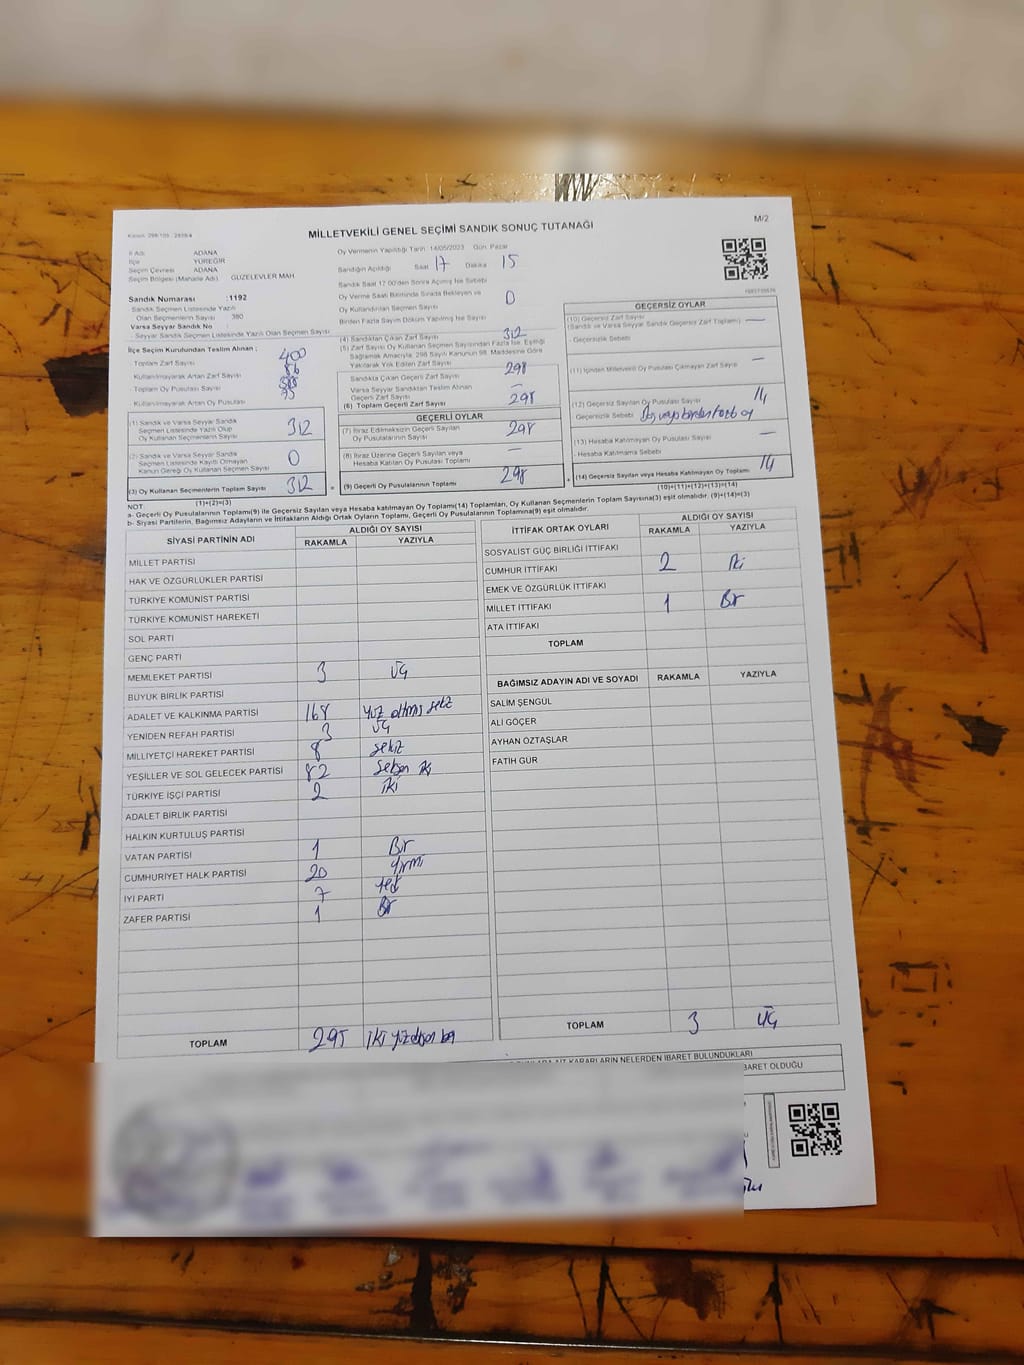 MİLLETVEKİLİ GENEL SEÇİMİ SANDIK SONUÇ TUTANAĞI
M/2
İl Adı ADANA
İlçe YÜREĞİR
Seçim Çevresi ADANA
Seçim Bölgesi (Mahalle Adı) GÜZELEVLER MAH.
Oy Vermenin Yapıldığı Tarih 14/05/2023 Gün Pazar
Sandığın Açıldığı Saat 17 Dakika 15
Sandık Saat 17:00'den Sonra Açılmış İse Sebebi
Oy Verme Saati Bitiminde Sırada Bekleyen ve
Oy Kullandırılan Seçmen Sayısı 0
Birden Fazla Sayım Döküm Yapılmış İse Sayısı
Sandık Numarası :1192
Sandık Seçmen Listesinde Yazılı
Olan Seçmenlerin Sayısı 380
Varsa Seyyar Sandık No :
Seyyar Sandık Seçmen Listesinde Yazılı Olan Seçmen Sayısı
İlçe Seçim Kurulundan Teslim Alınan :
Toplam Zarf Sayısı 400
Kullanılmayarak Artan Zarf Sayısı
Toplam Oy Pusulası Sayısı
Kullanılmayarak Artan Oy Pusulası
(1) Sandık ve Varsa Seyyar Sandık
Seçmen Listesinde Yazılı Olup
Oy Kullanan Seçmenlerin Sayısı 312
(2) Sandık ve Varsa Seyyar Sandık
Seçmen Listesinde Kayıtlı Olmayan
Kanun Gereği Oy Kullanan Seçmen Sayısı 0
(3) Oy Kullanan Seçmenlerin Toplam Sayısı 312
(1)+(2)=(3)
(4) Sandıktan Çıkan Zarf Sayısı 312
(5) Zarf Sayısı Oy Kullanan Seçmen Sayısından Fazla İse, Eşitliği
Sağlamak Amacıyla, 298 Sayılı Kanunun 98. Maddesine Göre
Yakılarak Yok Edilen Zarf Sayısı
Sandıkta Çıkan Geçerli Zarf Sayısı 298
Varsa Seyyar Sandıktan Teslim Alınan
Geçerli Zarf Sayısı —
(6) Toplam Geçerli Zarf Sayısı 298
GEÇERLİ OYLAR
(7) İtiraz Edilmeksizin Geçerli Sayılan
Oy Pusulalarının Sayısı 298
(8) İtiraz Üzerine Geçerli Sayılan veya
Hesaba Katılan Oy Pusulası Toplamı —
(9) Geçerli Oy Pusulalarının Toplamı 298
GEÇERSİZ OYLAR
(10) Geçersiz Zarf Sayısı —
(Sandık ve Varsa Seyyar Sandık Geçersiz Zarf Toplamı)
- Geçersizlik Sebebi
(11) İçinden Milletvekili Oy Pusulası Çıkmayan Zarf Sayısı —
(12) Geçersiz Sayılan Oy Pusulası Sayısı 14
Geçersizlik Sebebi Boş veya birden fazla oy
(13) Hesaba Katılmayan Oy Pusulası Sayısı —
- Hesaba Katılmama Sebebi
(14) Geçersiz Sayılan veya Hesaba Katılmayan Oy Toplamı 14
(10)+(11)+(12)+(13)=(14)
NOT
a- Geçerli Oy Pusulalarının Toplamı(9) ile Geçersiz Sayılan veya Hesaba katılmayan Oy Toplamı(14) Toplamları, Oy Kullanan Seçmenlerin Toplam Sayısına(3) eşit olmalıdır. (9)+(14)=(3)
b- Siyasi Partilerin, Bağımsız Adayların ve İttifakların Aldığı Ortak Oyların Toplamı, Geçerli Oy Pusulalarının Toplamına(9) eşit olmalıdır.
SİYASİ PARTİNİN ADI ALDIĞI OY SAYISI
RAKAMLA YAZIYLA
MİLLET PARTİSİ
HAK VE ÖZGÜRLÜKLER PARTİSİ
TÜRKİYE KOMÜNİST PARTİSİ
TÜRKİYE KOMÜNİST HAREKETİ
SOL PARTİ
GENÇ PARTİ
MEMLEKET PARTİSİ 3 üç
BÜYÜK BİRLİK PARTİSİ
ADALET VE KALKINMA PARTİSİ 168 yüz altmış sekiz
YENİDEN REFAH PARTİSİ 3 üç
MİLLİYETÇİ HAREKET PARTİSİ 8 sekiz
YEŞİLLER VE SOL GELECEK PARTİSİ 82 seksen iki
TÜRKİYE İŞÇİ PARTİSİ 2 iki
ADALET BİRLİK PARTİSİ
HALKIN KURTULUŞ PARTİSİ
VATAN PARTİSİ 1 Bir
CUMHURİYET HALK PARTİSİ 20 yirmi
İYİ PARTİ 7 yedi
ZAFER PARTİSİ 1 Bir
TOPLAM 295 iki yüz doksan beş
İTTİFAK ORTAK OYLARI ALDIĞI OY SAYISI
RAKAMLA YAZIYLA
SOSYALİST GÜÇ BİRLİĞİ İTTİFAKI
CUMHUR İTTİFAKI 2 iki
EMEK VE ÖZGÜRLÜK İTTİFAKI
MİLLET İTTİFAKI 1 Bir
ATA İTTİFAKI
TOPLAM
BAĞIMSIZ ADAYIN ADI VE SOYADI RAKAMLA YAZIYLA
SALİM ŞENGÜL
ALİ GÖÇER
AYHAN ÖZTAŞLAR
FATİH GÜR
TOPLAM 3 üç
KARARLARIN NELERDEN İBARET BULUNDUKLARI
İBARET OLDUĞU